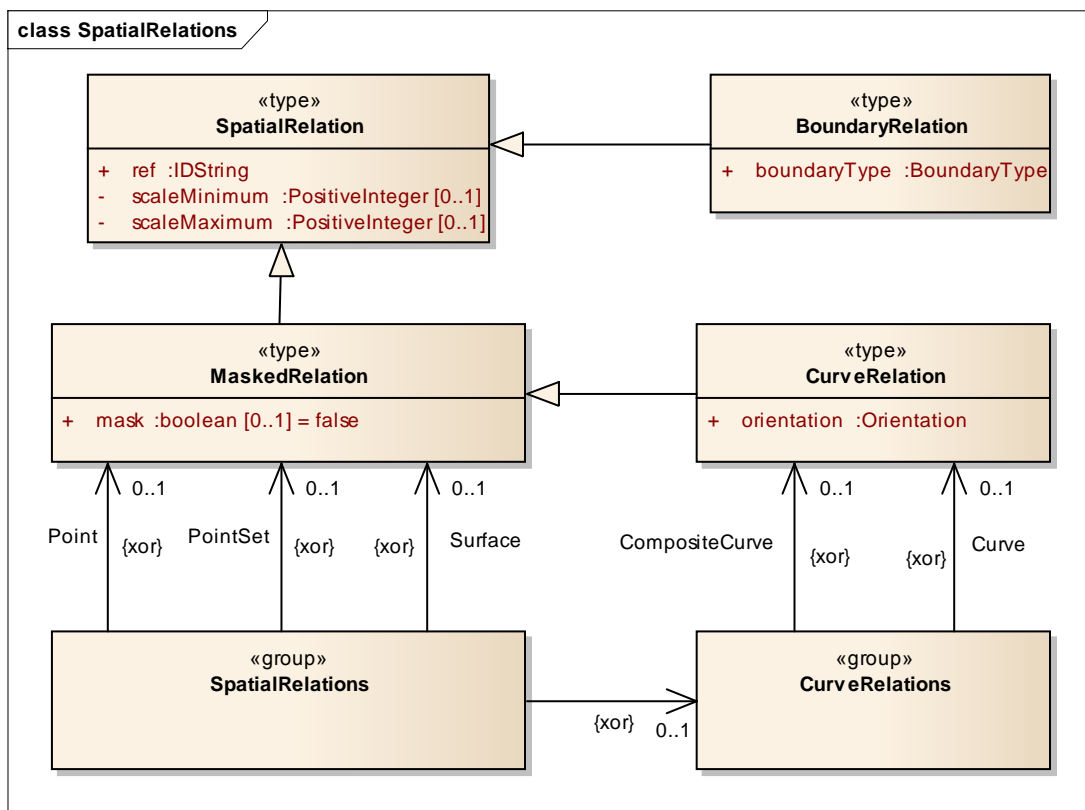 class SpatialRelations
«type»
SpatialRelation
+ ref :IDString
- scaleMinimum :PositiveInteger [0..1]
- scaleMaximum :PositiveInteger [0..1]
«type»
BoundaryRelation
+ boundaryType :BoundaryType
«type»
MaskedRelation
+ mask :boolean [0..1] = false
«type»
CurveRelation
+ orientation :Orientation
0..1
0..1
0..1
0..1
0..1
Point
{xor}
PointSet
{xor}
{xor}
Surface
CompositeCurve
{xor}
{xor}
Curve
«group»
SpatialRelations
«group»
CurveRelations
{xor}
0..1